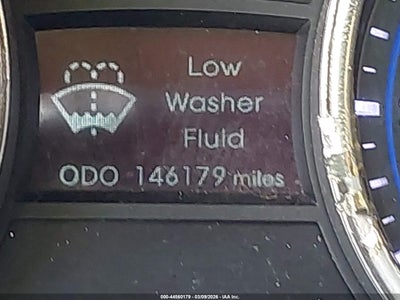 Low
Washer
Fluid
ODO 146179 miles
000-44560179 - 03/09/2026 - IAA Inc.